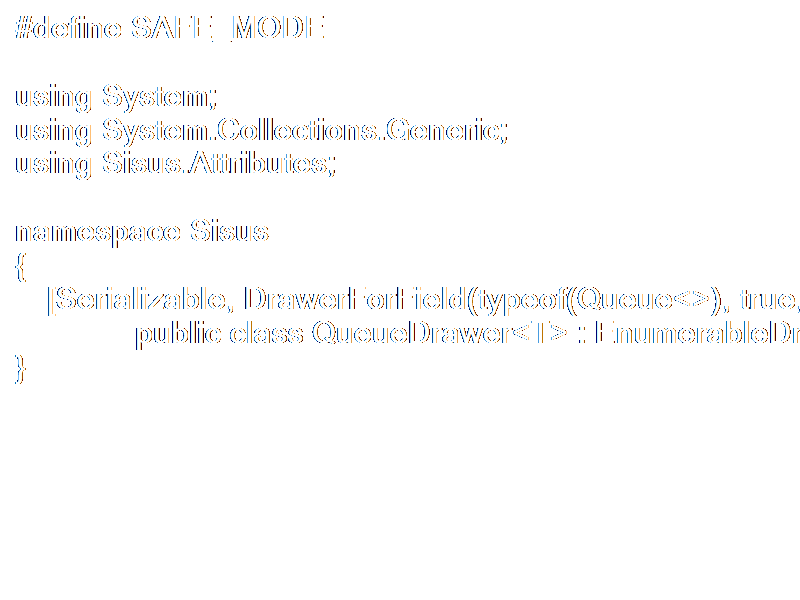 #define SAFE_MODE
using System;
using System.Collections.Generic;
using Sisus.Attributes;
namespace Sisus
{
[Serializable, DrawerForField(typeof(Queue<>), true,
public class QueueDrawer<T> : EnumerableDr
}